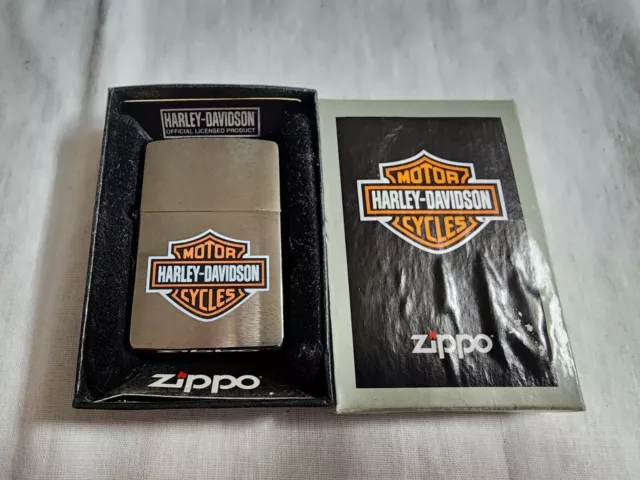 HARLEY-DAVIDSON
OFFICIAL LICENSED PRODUCT
MOTOR
HARLEY-DAVIDSON
CYCLES
zippo
MOTOR
HARLEY-DAVIDSON
CYCLES
zippo